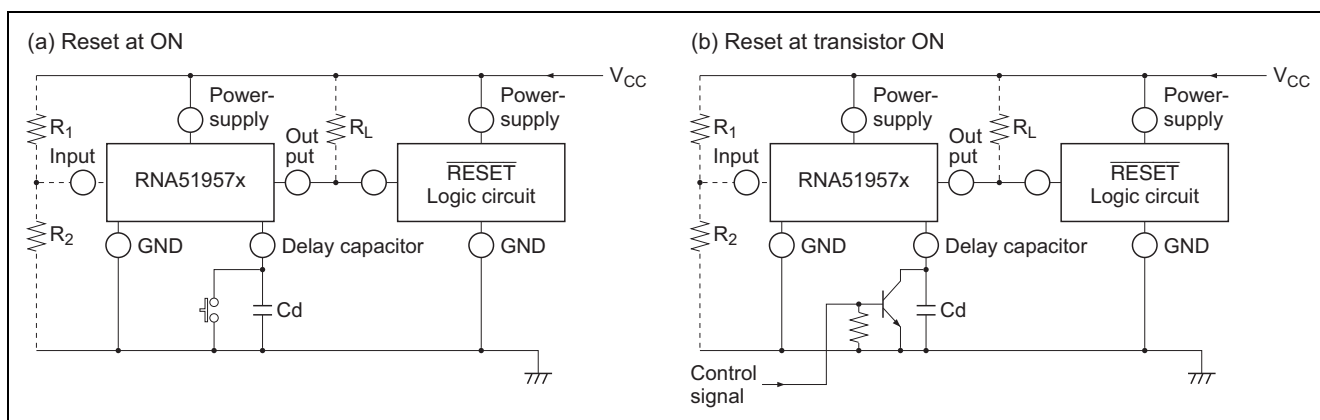 (a) Reset at ON
V_CC
Power-
supply
R_1
Input
RNA51957x
Out
put
R_L
Power-
supply
R̅E̅S̅E̅T̅
Logic circuit
R_2
GND
Delay capacitor
GND
Cd
(b) Reset at transistor ON
V_CC
Power-
supply
R_1
Input
RNA51957x
Out
put
R_L
Power-
supply
R̅E̅S̅E̅T̅
Logic circuit
R_2
GND
Delay capacitor
GND
Cd
Control
signal